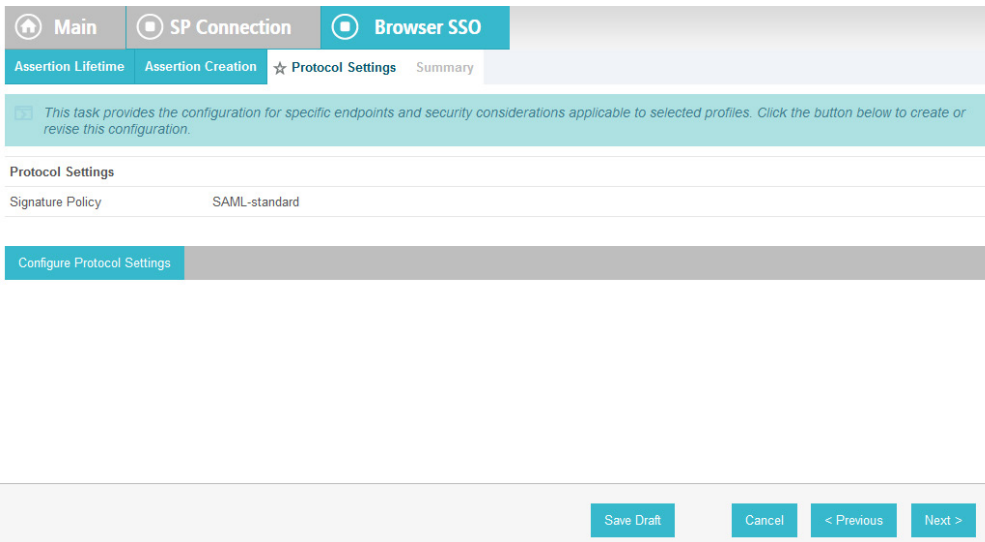 Main
SP Connection
Browser SSO
Assertion Lifetime
Assertion Creation
Protocol Settings
Summary
This task provides the configuration for specific endpoints and security considerations applicable to selected profiles. Click the button below to create or
revise this configuration.
Protocol Settings
Signature Policy SAML-standard
Configure Protocol Settings
Save Draft
Cancel
< Previous
Next >